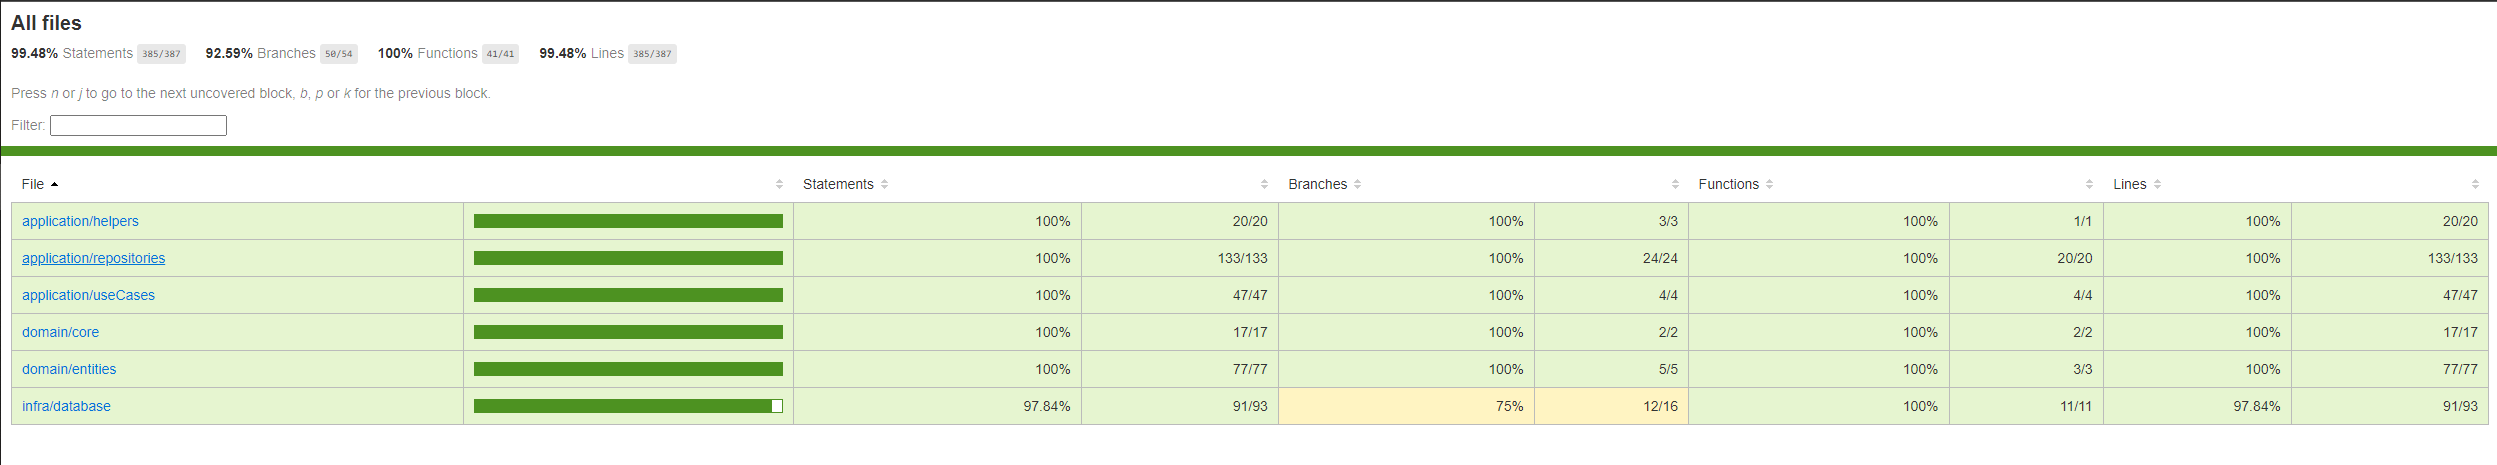 All files
99.48% Statements 385/387 92.59% Branches 50/54 100% Functions 41/41 99.48% Lines 385/387
Press n or j to go to the next uncovered block, b, p or k for the previous block.
Filter:
File Statements Branches Functions Lines
application/helpers 100% 20/20 100% 3/3 100% 1/1 100% 20/20
application/repositories 100% 133/133 100% 24/24 100% 20/20 100% 133/133
application/useCases 100% 47/47 100% 4/4 100% 4/4 100% 47/47
domain/core 100% 17/17 100% 2/2 100% 2/2 100% 17/17
domain/entities 100% 77/77 100% 5/5 100% 3/3 100% 77/77
infra/database 97.84% 91/93 75% 12/16 100% 11/11 97.84% 91/93